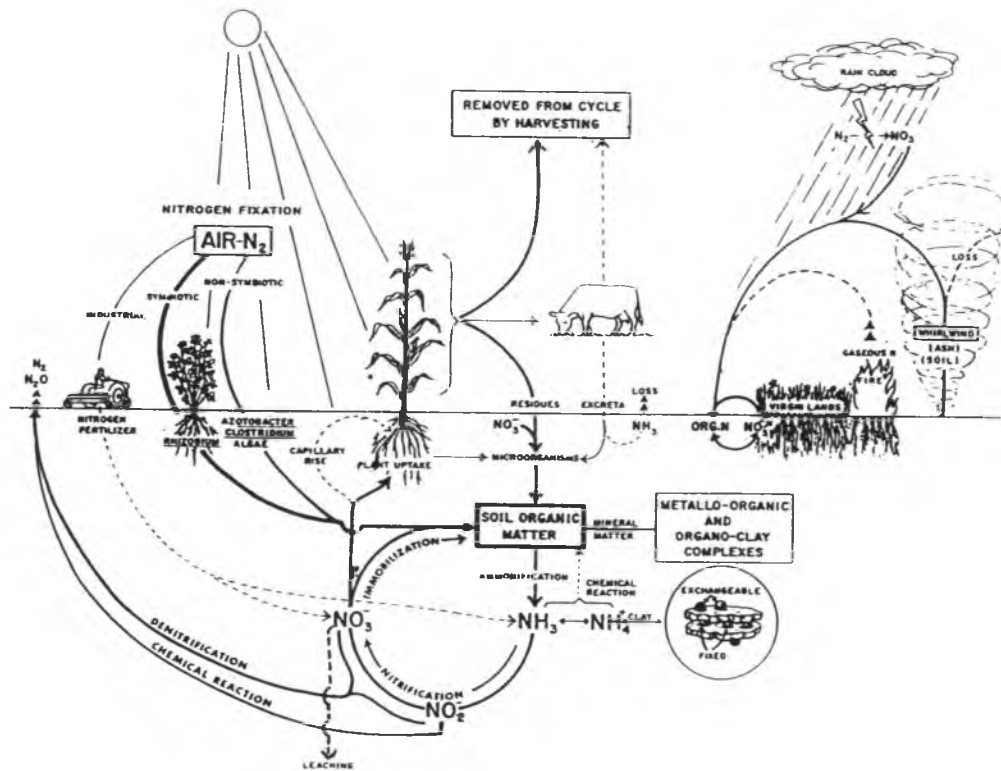 RAIN CLOUD
N2 → NO3
REMOVED FROM CYCLE
BY HARVESTING
NITROGEN FIXATION
AIR-N2
SYMBIOTIC
NON-SYMBIOTIC
INDUSTRIAL
LOSS
WHIRLWIND
(ASH)
(SOIL)
GASEOUS N
FIRE
N2
N2O
NITROGEN
FERTILIZER
RHIZOBIUM
AZOTOBACTER
CLOSTRIDIUM
ALGAE
CAPILLARY
RISE
PLANT UPTAKE
RESIDUES
EXCRETA
LOSS
NH3
NO3-
MICROORGANISMS
ORG.N
VIRGIN LANDS
SOIL ORGANIC
MATTER
MINERAL
MATTER
METALLO-ORGANIC
AND
ORGANO-CLAY
COMPLEXES
IMMOBILIZATION
AMMONIFICATION
CHEMICAL
REACTION
NO3-
NH3
NH4+
CLAY
EXCHANGEABLE
FIXED
DENITRIFICATION
CHEMICAL REACTION
NITRIFICATION
NO2-
LEACHING